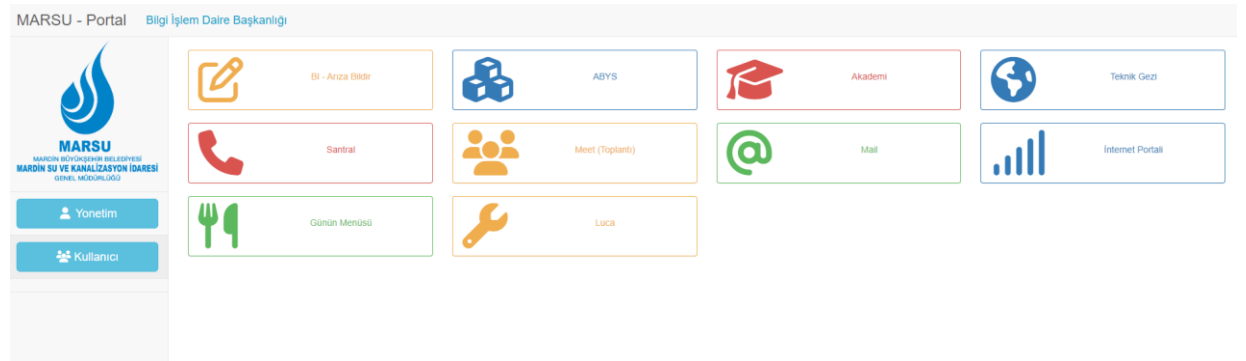 MARSU - Portal Bilgi İşlem Daire Başkanlığı
MARSU
MARDİN BÜYÜKŞEHİR BELEDİYESİ
MARDİN SU VE KANALİZASYON İDARESİ
GENEL MÜDÜRLÜĞÜ
Yonetim
Kullanıcı
Bİ - Arıza Bildir
ABYS
Akademi
Teknik Gezi
Santral
Meet (Toplantı)
Mail
İnternet Portali
Günün Menüsü
Luca